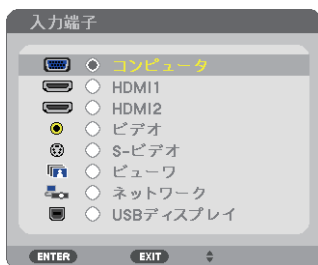 入力端子
コンピュータ
HDMI1
HDMI2
ビデオ
S-ビデオ
ビューワ
ネットワーク
USBディスプレイ
ENTER EXIT